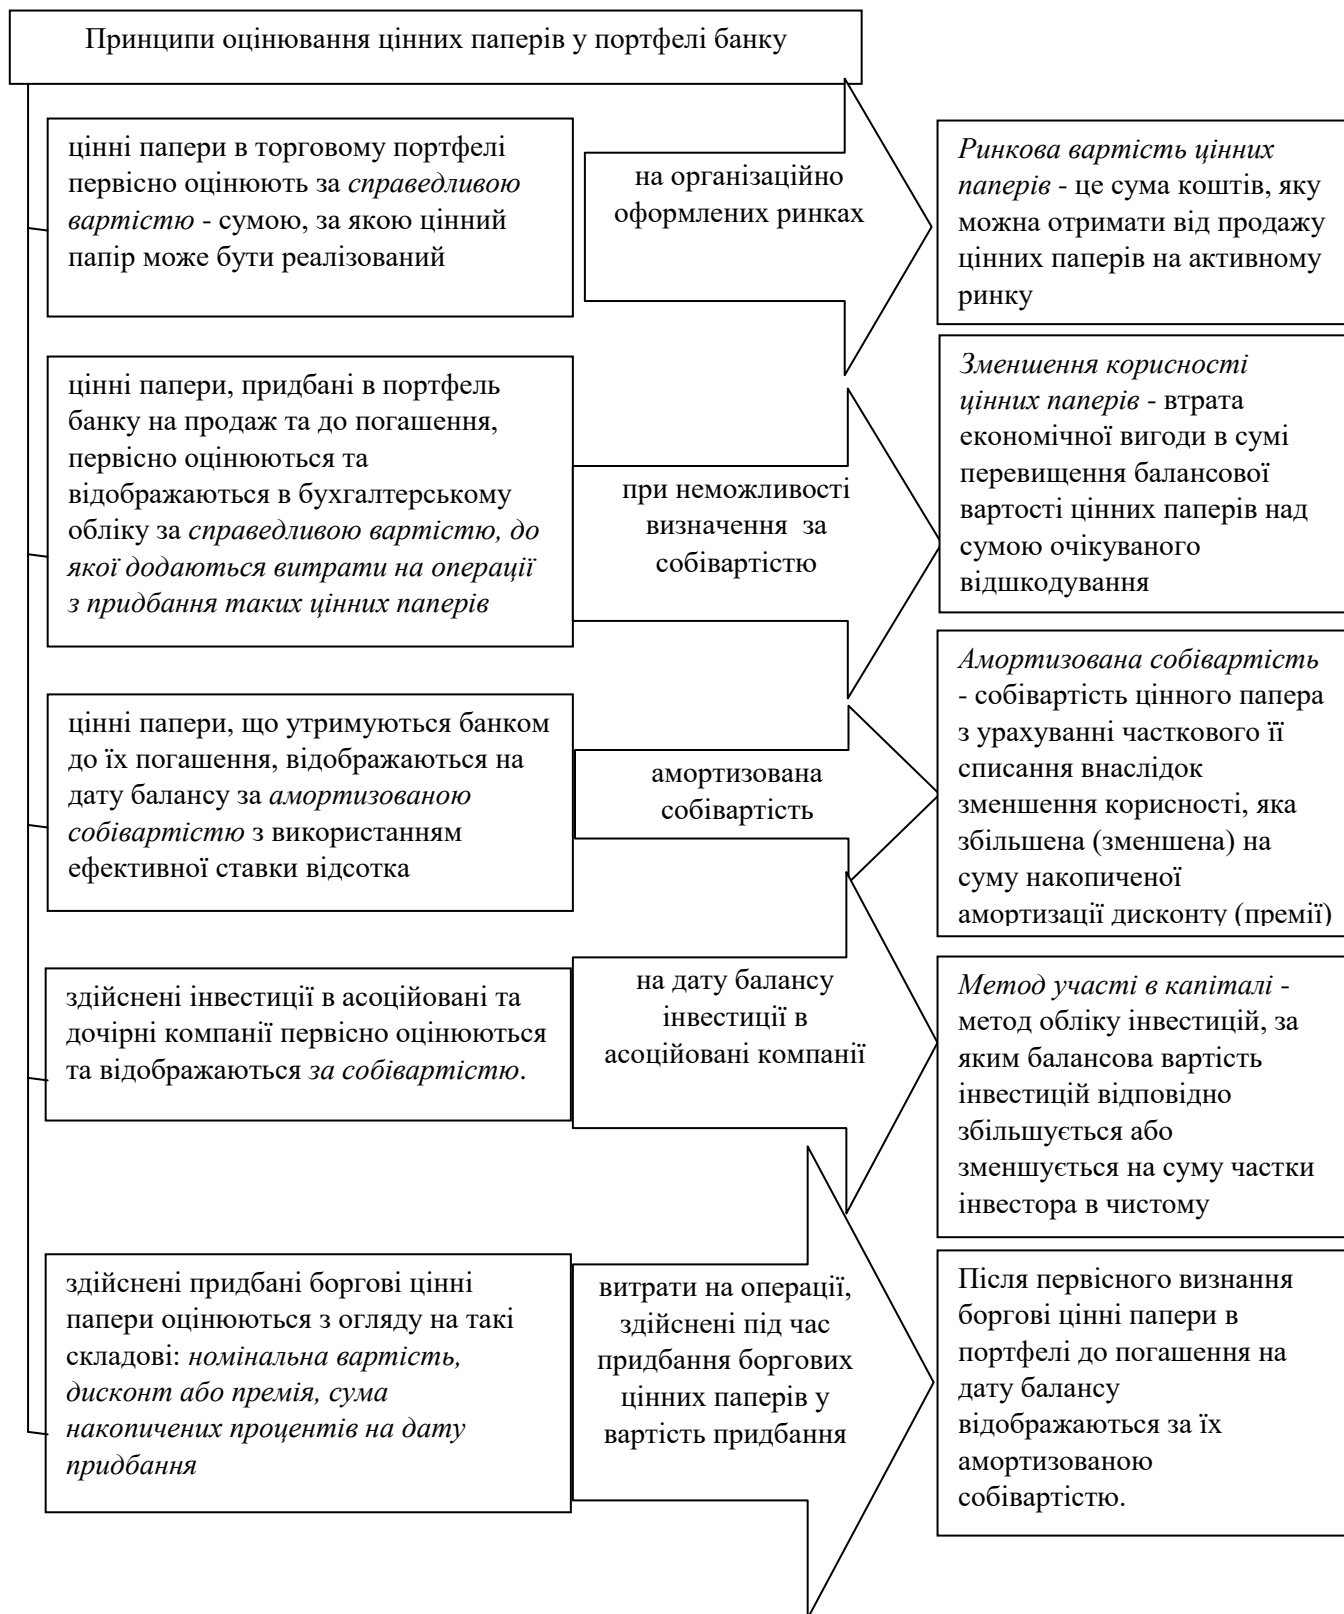 Принципи оцінювання цінних паперів у портфелі банку
цінні папери в торговому портфелі
первісно оцінюють за справедливою
вартістю - сумою, за якою цінний
папір може бути реалізований
на організаційно
оформлених ринках
Ринкова вартість цінних
паперів - це сума коштів, яку
можна отримати від продажу
цінних паперів на активному
ринку
цінні папери, придбані в портфель
банку на продаж та до погашення,
первісно оцінюються та
відображаються в бухгалтерському
обліку за справедливою вартістю, до
якої додаються витрати на операції
з придбання таких цінних паперів
при неможливості
визначення  за
собівартістю
Зменшення корисності
цінних паперів - втрата
економічної вигоди в сумі
перевищення балансової
вартості цінних паперів над
сумою очікуваного
відшкодування
цінні папери, що утримуються банком
до їх погашення, відображаються на
дату балансу за амортизованою
собівартістю з використанням
ефективної ставки відсотка
амортизована
собівартість
Амортизована собівартість
- собівартість цінного папера
з урахуванні часткового її
списання внаслідок
зменшення корисності, яка
збільшена (зменшена) на
суму накопиченої
амортизації дисконту (премії)
здійснені інвестиції в асоційовані та
дочірні компанії первісно оцінюються
та відображаються за собівартістю.
на дату балансу
інвестиції в
асоційовані компанії
Метод участі в капіталі -
метод обліку інвестицій, за
яким балансова вартість
інвестицій відповідно
збільшується або
зменшується на суму частки
інвестора в чистому
здійснені придбані боргові цінні
папери оцінюються з огляду на такі
складові: номінальна вартість,
дисконт або премія, сума
накопичених процентів на дату
придбання
витрати на операції,
здійснені під час
придбання боргових
цінних паперів у
вартість придбання
Після первісного визнання
боргові цінні папери в
портфелі до погашення на
дату балансу
відображаються за їх
амортизованою
собівартістю.